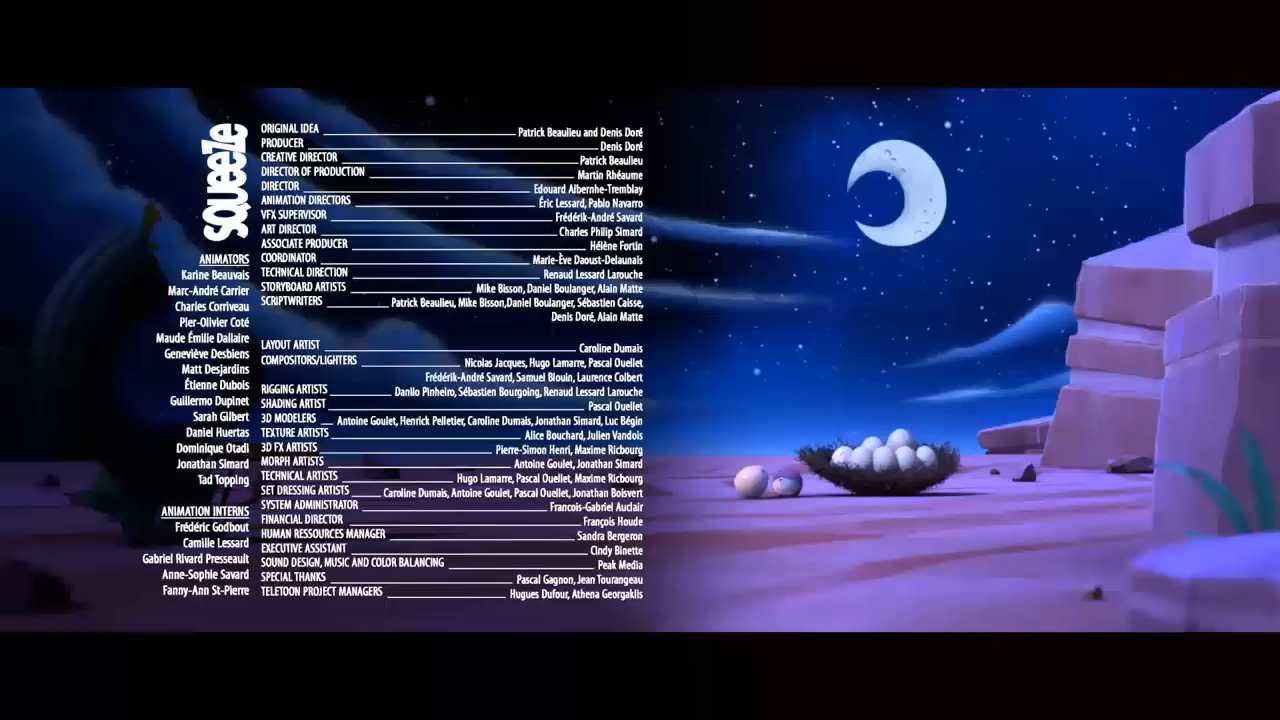 squeeze
ANIMATORS
Karine Beauvais
Marc-André Carrier
Charles Corriveau
Pier-Olivier Coté
Maude Émilie Dallaire
Geneviève Desbiens
Matt Desjardins
Étienne Dubois
Guillermo Dupinet
Sarah Gilbert
Daniel Huertas
Dominique Otadi
Jonathan Simard
Tad Topping
ANIMATION INTERNS
Frédéric Godbout
Camille Lessard
Gabriel Rivard Presseault
Anne-Sophie Savard
Fanny-Ann St-Pierre
ORIGINAL IDEA Patrick Beaulieu and Denis Doré
PRODUCER Denis Doré
CREATIVE DIRECTOR Patrick Beaulieu
DIRECTOR OF PRODUCTION Martin Rhéaume
DIRECTOR Edouard Albernhe-Tremblay
ANIMATION DIRECTORS Éric Lessard, Pablo Navarro
VFX SUPERVISOR Frédérik-André Savard
ART DIRECTOR Charles Philip Simard
ASSOCIATE PRODUCER Hélène Fortin
COORDINATOR Marie-Ève Daoust-Delaunais
TECHNICAL DIRECTION Renaud Lessard Larouche
STORYBOARD ARTISTS Mike Bisson, Daniel Boulanger, Alain Matte
SCRIPTWRITERS Patrick Beaulieu, Mike Bisson,Daniel Boulanger, Sébastien Caisse,
Denis Doré, Alain Matte
LAYOUT ARTIST Caroline Dumais
COMPOSITORS/LIGHTERS Nicolas Jacques, Hugo Lamarre, Pascal Ouellet
Frédérik-André Savard, Samuel Blouin, Laurence Colbert
RIGGING ARTISTS Danilo Pinheiro, Sébastien Bourgoing, Renaud Lessard Larouche
SHADING ARTIST Pascal Ouellet
3D MODELERS Antoine Goulet, Henrick Pelletier, Caroline Dumais, Jonathan Simard, Luc Bégin
TEXTURE ARTISTS Alice Bouchard, Julien Vandois
3D FX ARTISTS Pierre-Simon Henri, Maxime Ricbourg
MORPH ARTISTS Antoine Goulet, Jonathan Simard
TECHNICAL ARTISTS Hugo Lamarre, Pascal Ouellet, Maxime Ricbourg
SET DRESSING ARTISTS Caroline Dumais, Antoine Goulet, Pascal Ouellet, Jonathan Boisvert
SYSTEM ADMINISTRATOR Francois-Gabriel Auclair
FINANCIAL DIRECTOR François Houde
HUMAN RESSOURCES MANAGER Sandra Bergeron
EXECUTIVE ASSISTANT Cindy Binette
SOUND DESIGN, MUSIC AND COLOR BALANCING Peak Media
SPECIAL THANKS Pascal Gagnon, Jean Tourangeau
TELETOON PROJECT MANAGERS Hugues Dufour, Athena Georgaklis